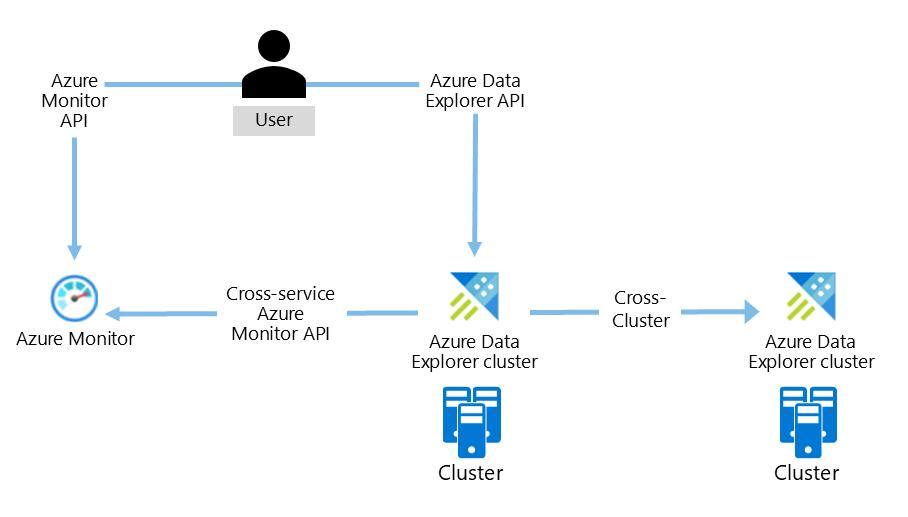 Azure
Monitor
API
User
Azure Data
Explorer API
Cross-service
Azure
Monitor API
Cross-
Cluster
Azure Monitor
Azure Data
Explorer cluster
Azure Data
Explorer cluster
Cluster
Cluster